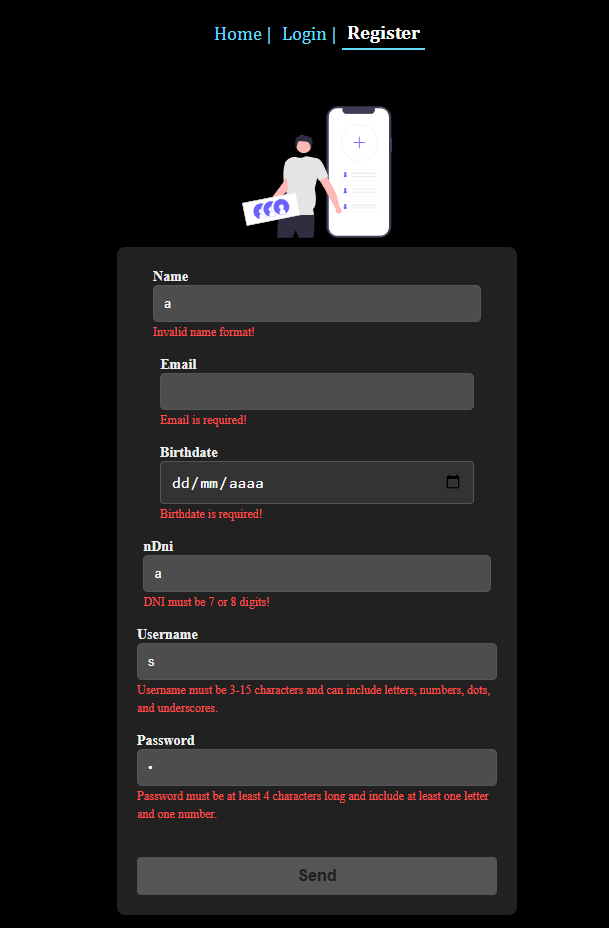 Home | Login | Register
Name
a
Invalid name format!
Email
Email is required!
Birthdate
dd/mm/aaaa
Birthdate is required!
nDni
a
DNI must be 7 or 8 digits!
Username
s
Username must be 3-15 characters and can include letters, numbers, dots,
and underscores.
Password
•
Password must be at least 4 characters long and include at least one letter
and one number.
Send